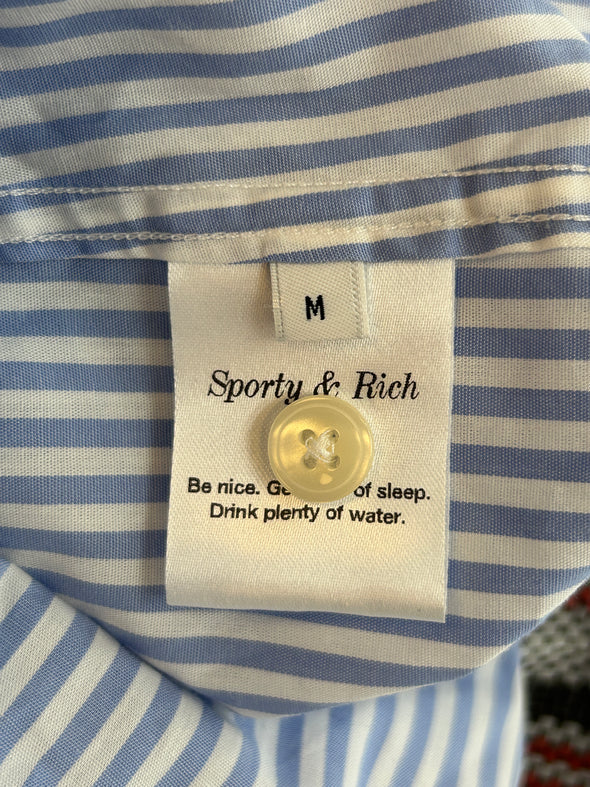 M
Sporty & Rich
Be nice. Ge of sleep.
Drink plenty of water.